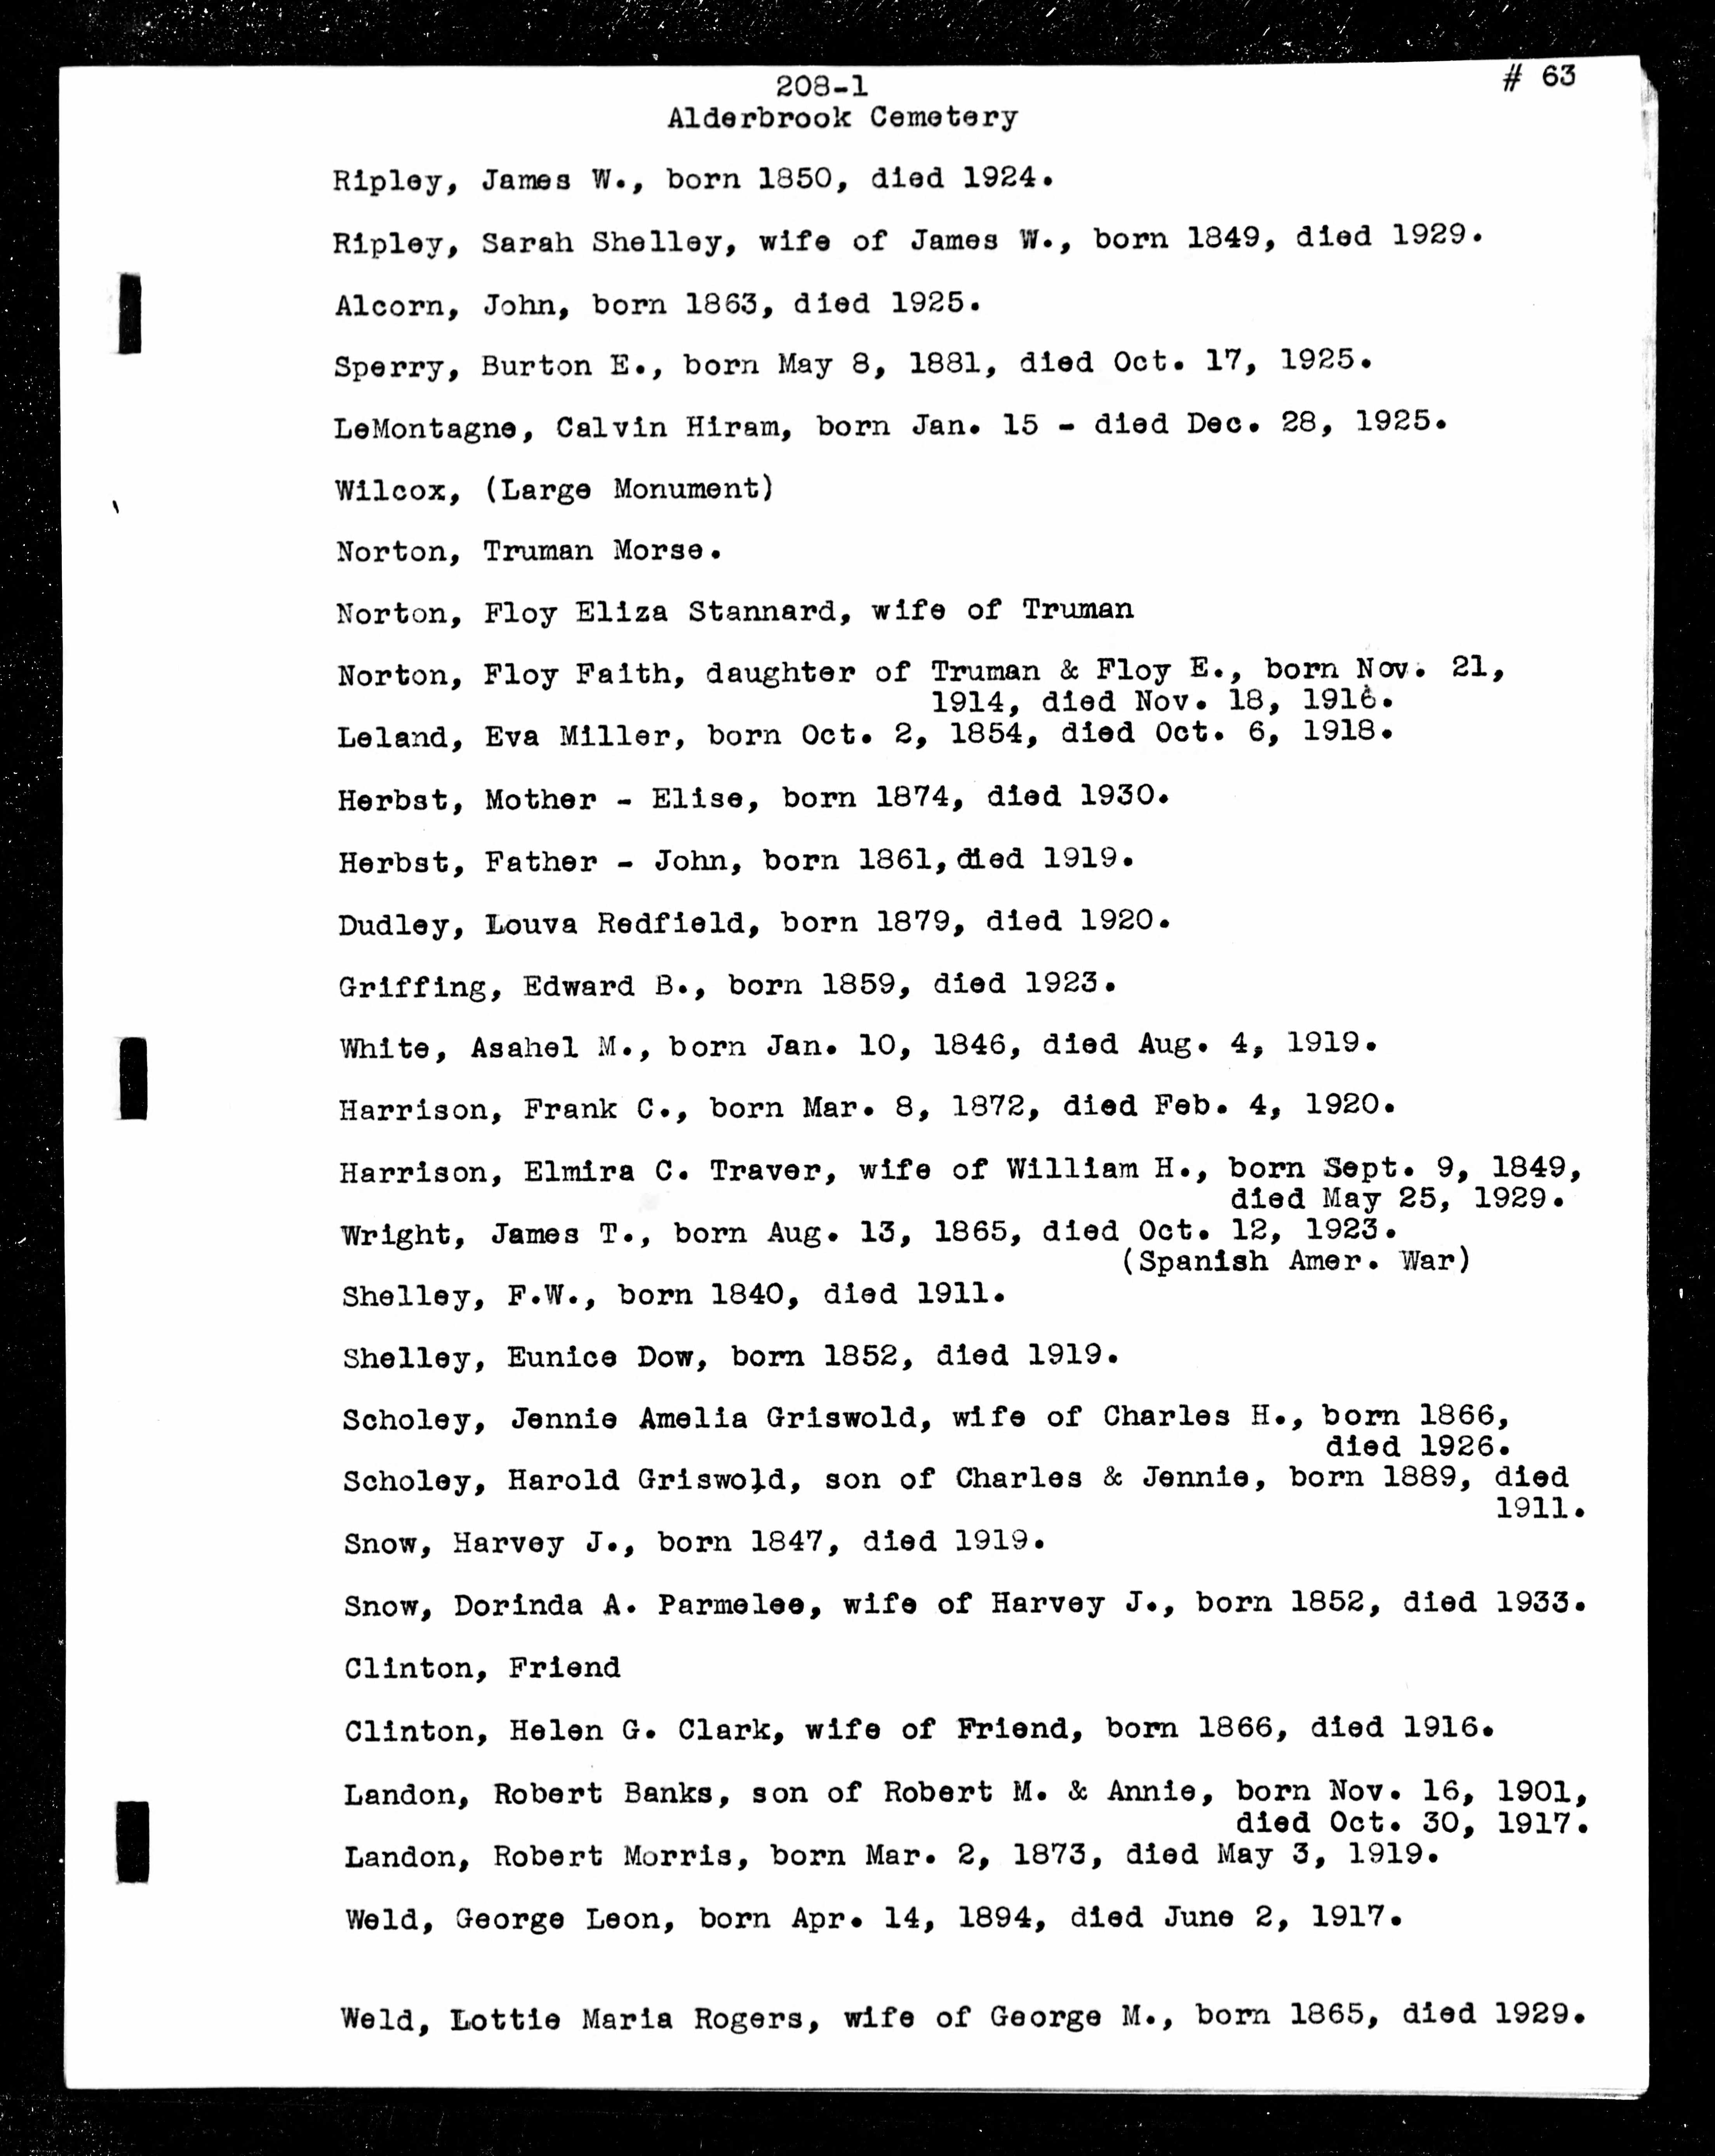 # 63
208-1
Alderbrook Cemetery
Ripley, James W., born 1850, died 1924.
Ripley, Sarah Shelley, wife of James W., born 1849, died 1929.
Alcorn, John, born 1863, died 1925.
Sperry, Burton E., born May 8, 1881, died Oct. 17, 1925.
LeMontagne, Calvin Hiram, born Jan. 15 - died Dec. 28, 1925.
Wilcox, (Large Monument)
Norton, Truman Morse.
Norton, Floy Eliza Stannard, wife of Truman
Norton, Floy Faith, daughter of Truman & Floy E., born Nov. 21,
1914, died Nov. 18, 1916.
Leland, Eva Miller, born Oct. 2, 1854, died Oct. 6, 1918.
Herbst, Mother - Elise, born 1874, died 1930.
Herbst, Father - John, born 1861, died 1919.
Dudley, Louva Redfield, born 1879, died 1920.
Griffing, Edward B., born 1859, died 1923.
White, Asahel M., born Jan. 10, 1846, died Aug. 4, 1919.
Harrison, Frank C., born Mar. 8, 1872, died Feb. 4, 1920.
Harrison, Elmira C. Traver, wife of William H., born Sept. 9, 1849,
died May 25, 1929.
Wright, James T., born Aug. 13, 1865, died Oct. 12, 1923.
(Spanish Amer. War)
Shelley, F.W., born 1840, died 1911.
Shelley, Eunice Dow, born 1852, died 1919.
Scholey, Jennie Amelia Griswold, wife of Charles H., born 1866,
died 1926.
Scholey, Harold Griswold, son of Charles & Jennie, born 1889, died
1911.
Snow, Harvey J., born 1847, died 1919.
Snow, Dorinda A. Parmelee, wife of Harvey J., born 1852, died 1933.
Clinton, Friend
Clinton, Helen G. Clark, wife of Friend, born 1866, died 1916.
Landon, Robert Banks, son of Robert M. & Annie, born Nov. 16, 1901,
died Oct. 30, 1917.
Landon, Robert Morris, born Mar. 2, 1873, died May 3, 1919.
Weld, George Leon, born Apr. 14, 1894, died June 2, 1917.
Weld, Lottie Maria Rogers, wife of George M., born 1865, died 1929.